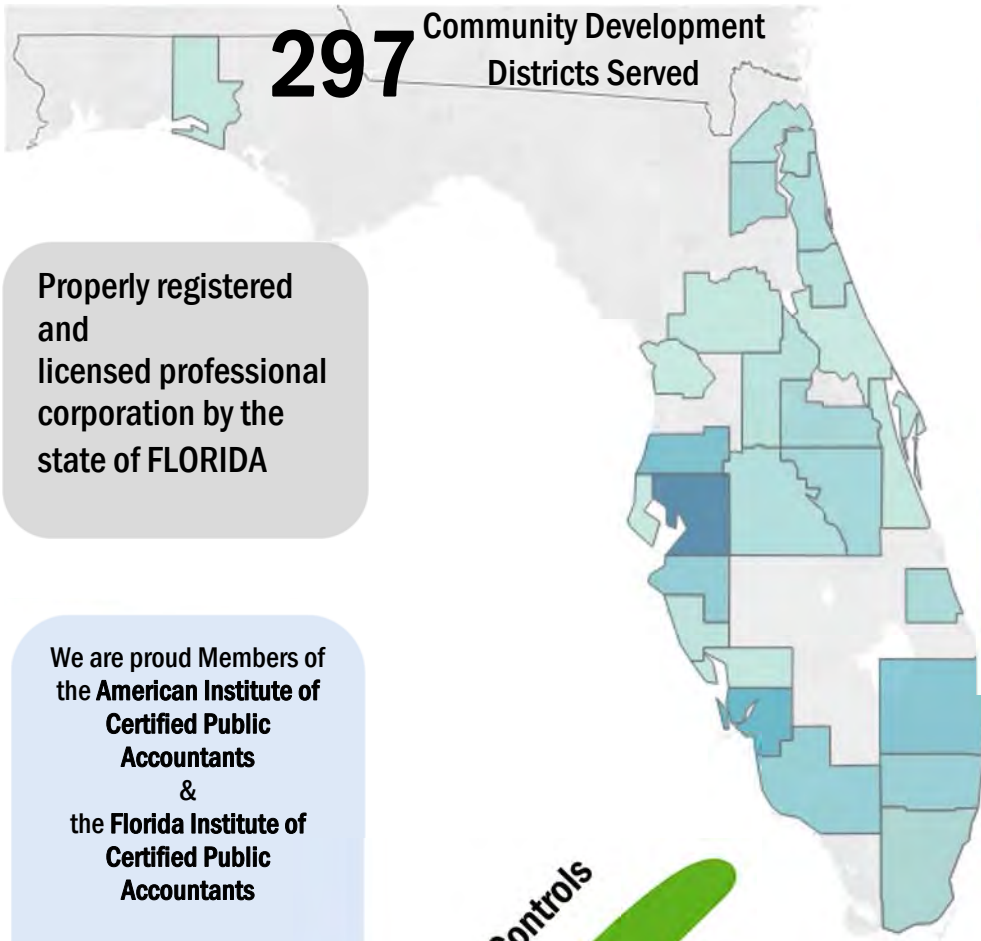 297
Community Development
Districts Served
Properly registered
and
licensed professional
corporation by the
state of FLORIDA
We are proud Members of
the American Institute of
Certified Public
Accountants
&
the Florida Institute of
Certified Public
Accountants
Controls